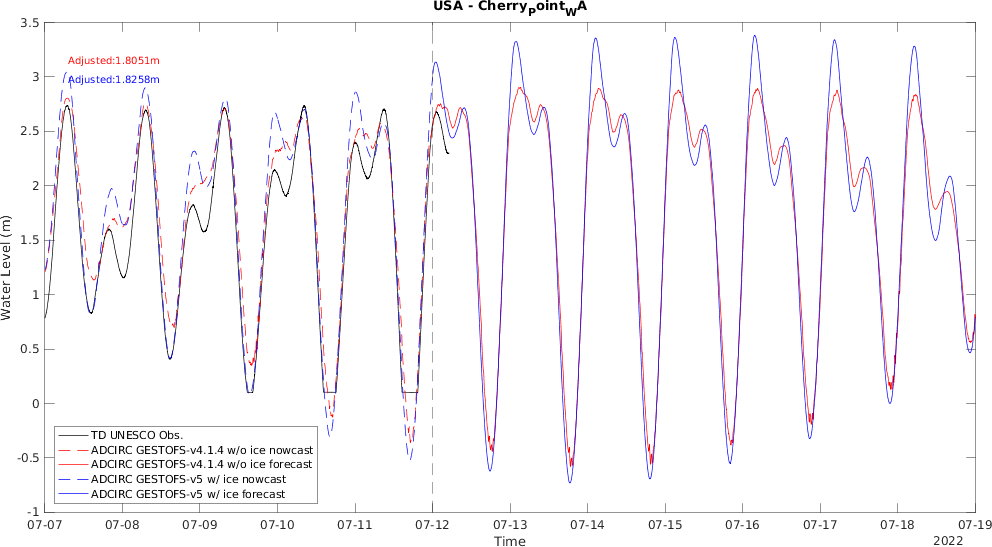 USA - CherryPointWA
3.5
3
2.5
2
1.5
1
0.5
0
-0.5
-1
Water Level (m)
Adjusted:1.8051m
Adjusted:1.8258m
TD UNESCO Obs.
ADCIRC GESTOFS-v4.1.4 w/o ice nowcast
ADCIRC GESTOFS-v4.1.4 w/o ice forecast
ADCIRC GESTOFS-v5 w/ ice nowcast
ADCIRC GESTOFS-v5 w/ ice forecast
07-07 07-08 07-09 07-10 07-11 07-12 07-13 07-14 07-15 07-16 07-17 07-18 07-19
Time
2022